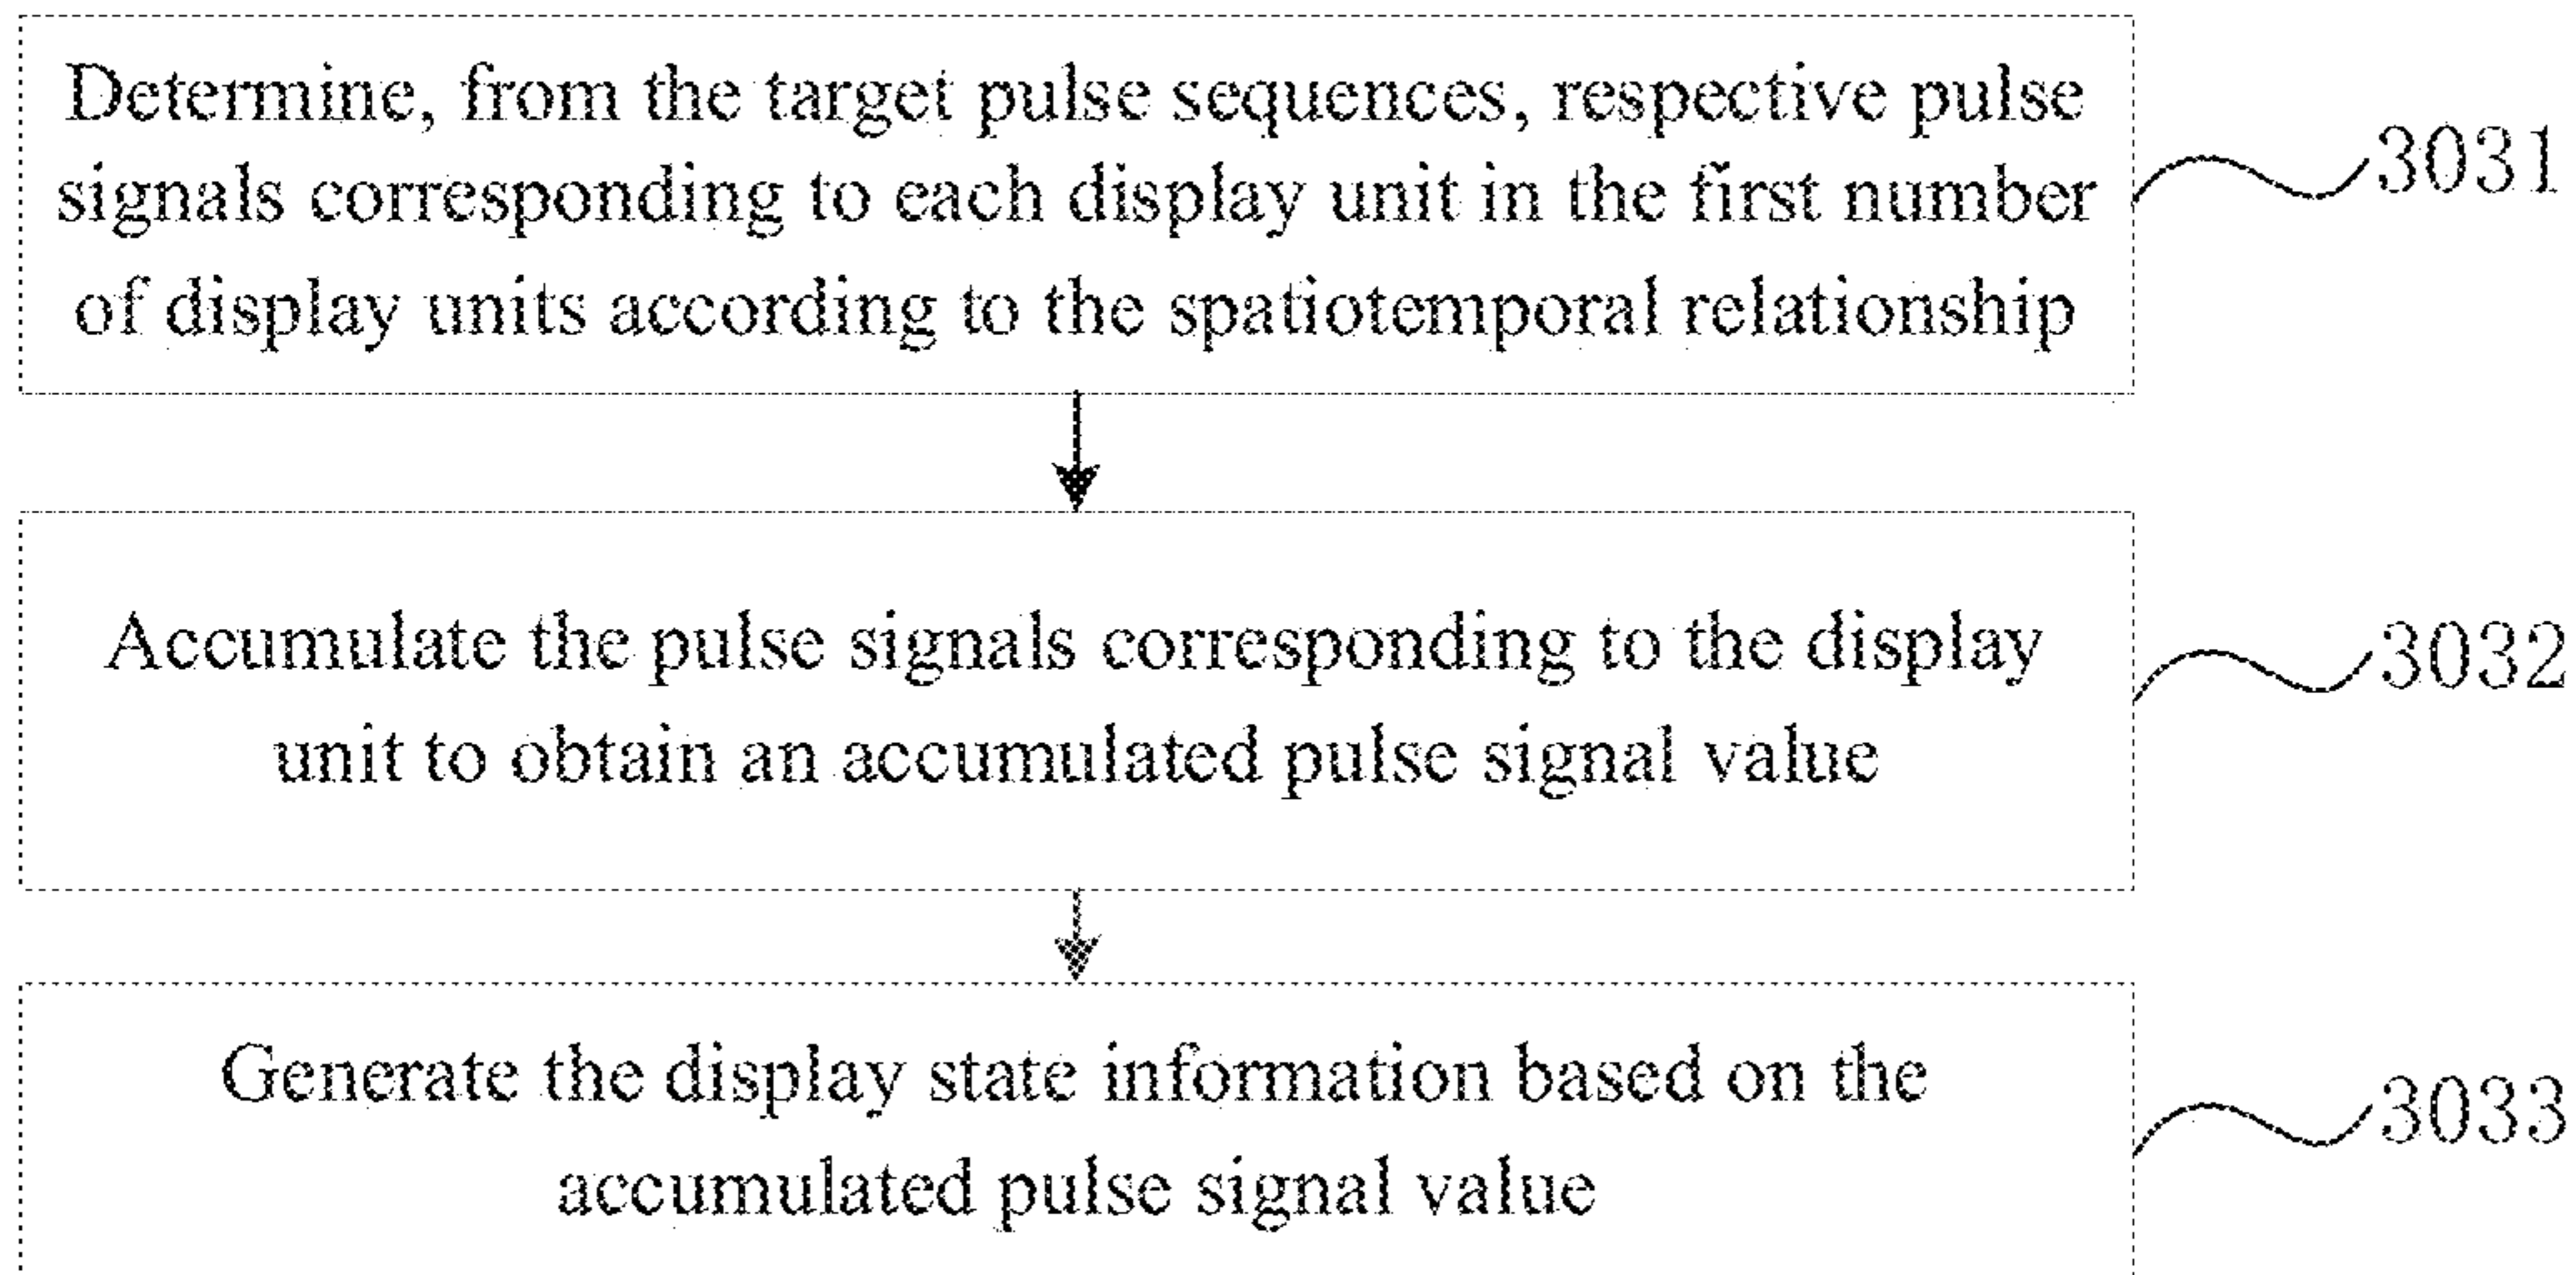 Determine, from the target pulse sequences, respective pulse
signals corresponding to each display unit in the first number
of display units according to the spatiotemporal relationship
3031
Accumulate the pulse signals corresponding to the display
unit to obtain an accumulated pulse signal value
3032
Generate the display state information based on the
accumulated pulse signal value
3033